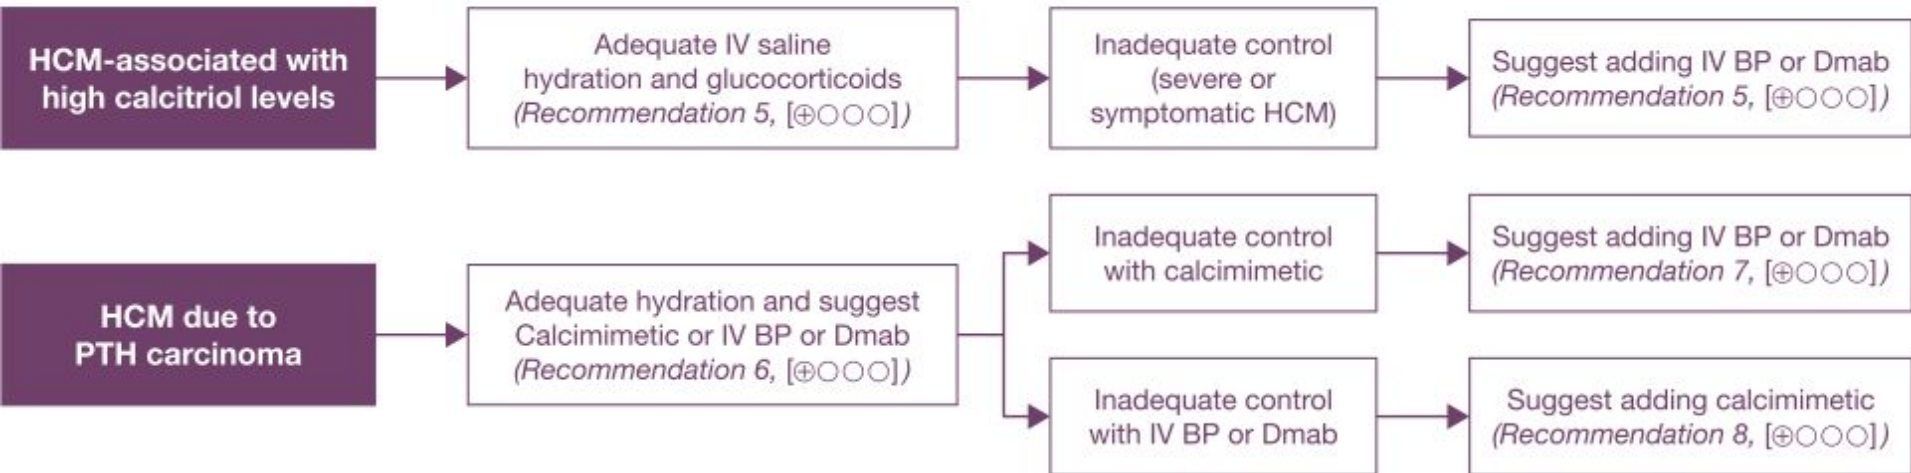 HCM-associated with
high calcitriol levels
Adequate IV saline
hydration and glucocorticoids
(Recommendation 5, [⊕○○○])
Inadequate control
(severe or
symptomatic HCM)
Suggest adding IV BP or Dmab
(Recommendation 5, [⊕○○○])
HCM due to
PTH carcinoma
Adequate hydration and suggest
Calcimimetic or IV BP or Dmab
(Recommendation 6, [⊕○○○])
Inadequate control
with calcimimetic
Suggest adding IV BP or Dmab
(Recommendation 7, [⊕○○○])
Inadequate control
with IV BP or Dmab
Suggest adding calcimimetic
(Recommendation 8, [⊕○○○])